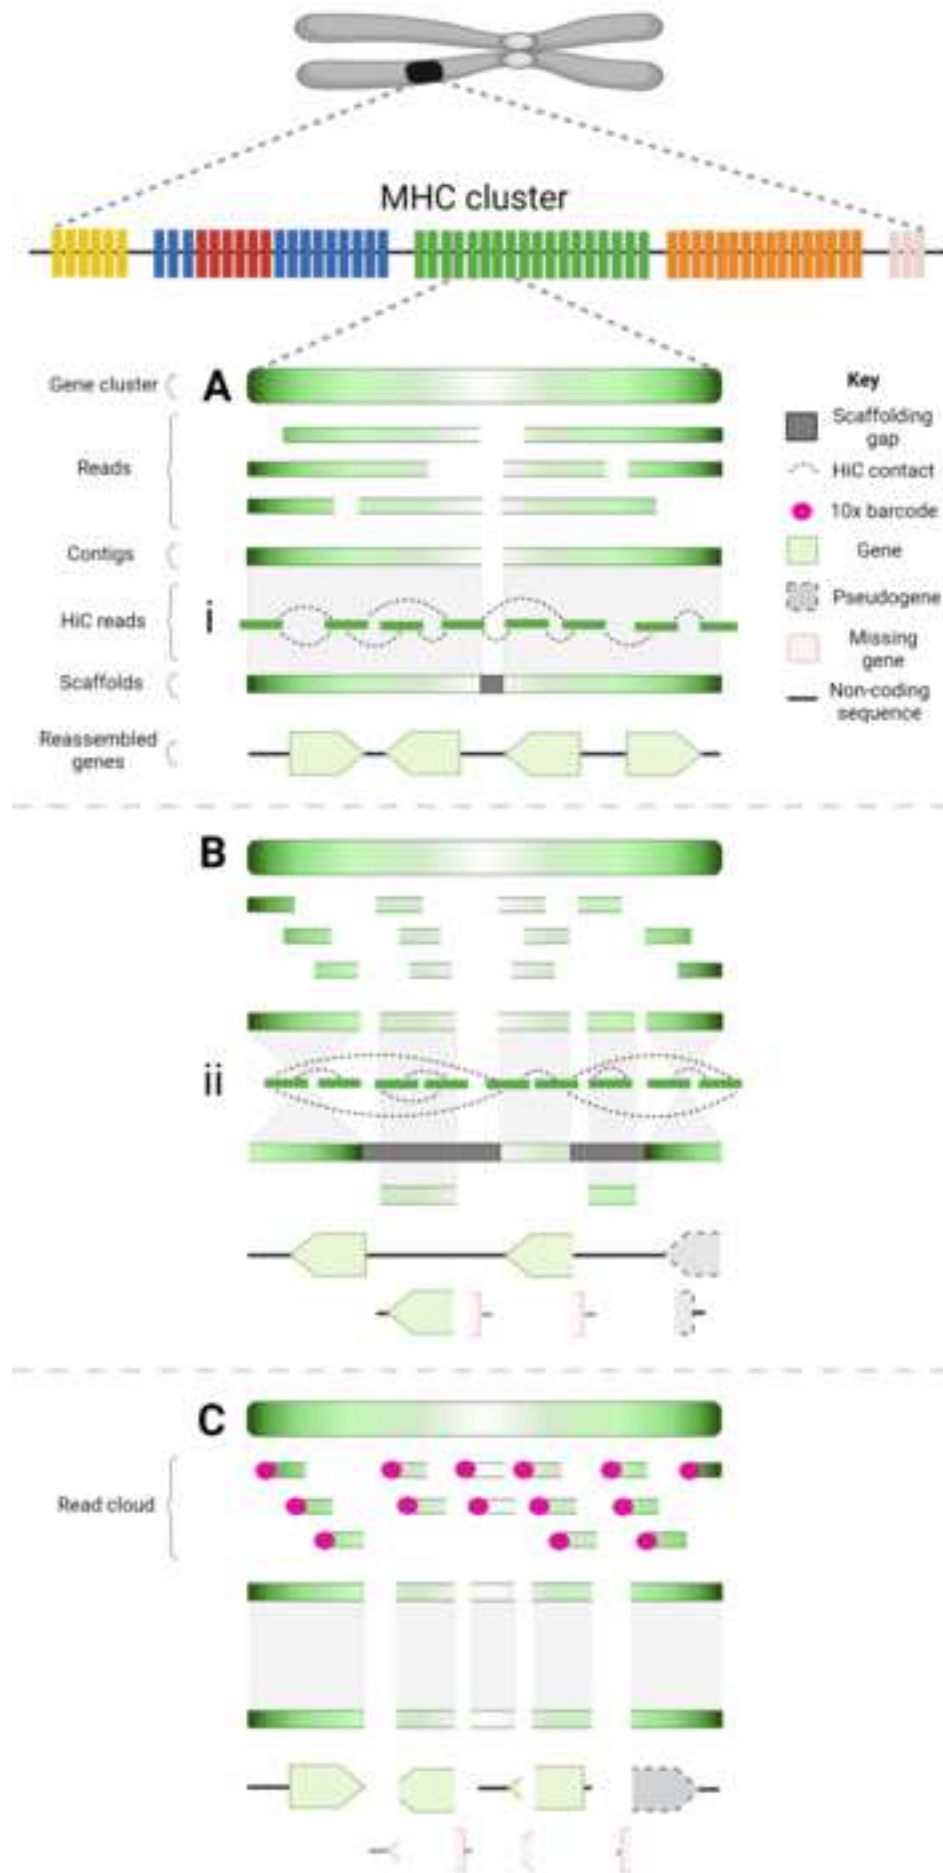 MHC cluster
Gene cluster
A
Reads
Contigs
HiC reads
i
Scaffolds
Reassembled
genes
Key
Scaffolding
gap
HiC contact
10x barcode
Gene
Pseudogene
Missing
gene
Non-coding
sequence
B
ii
C
Read cloud